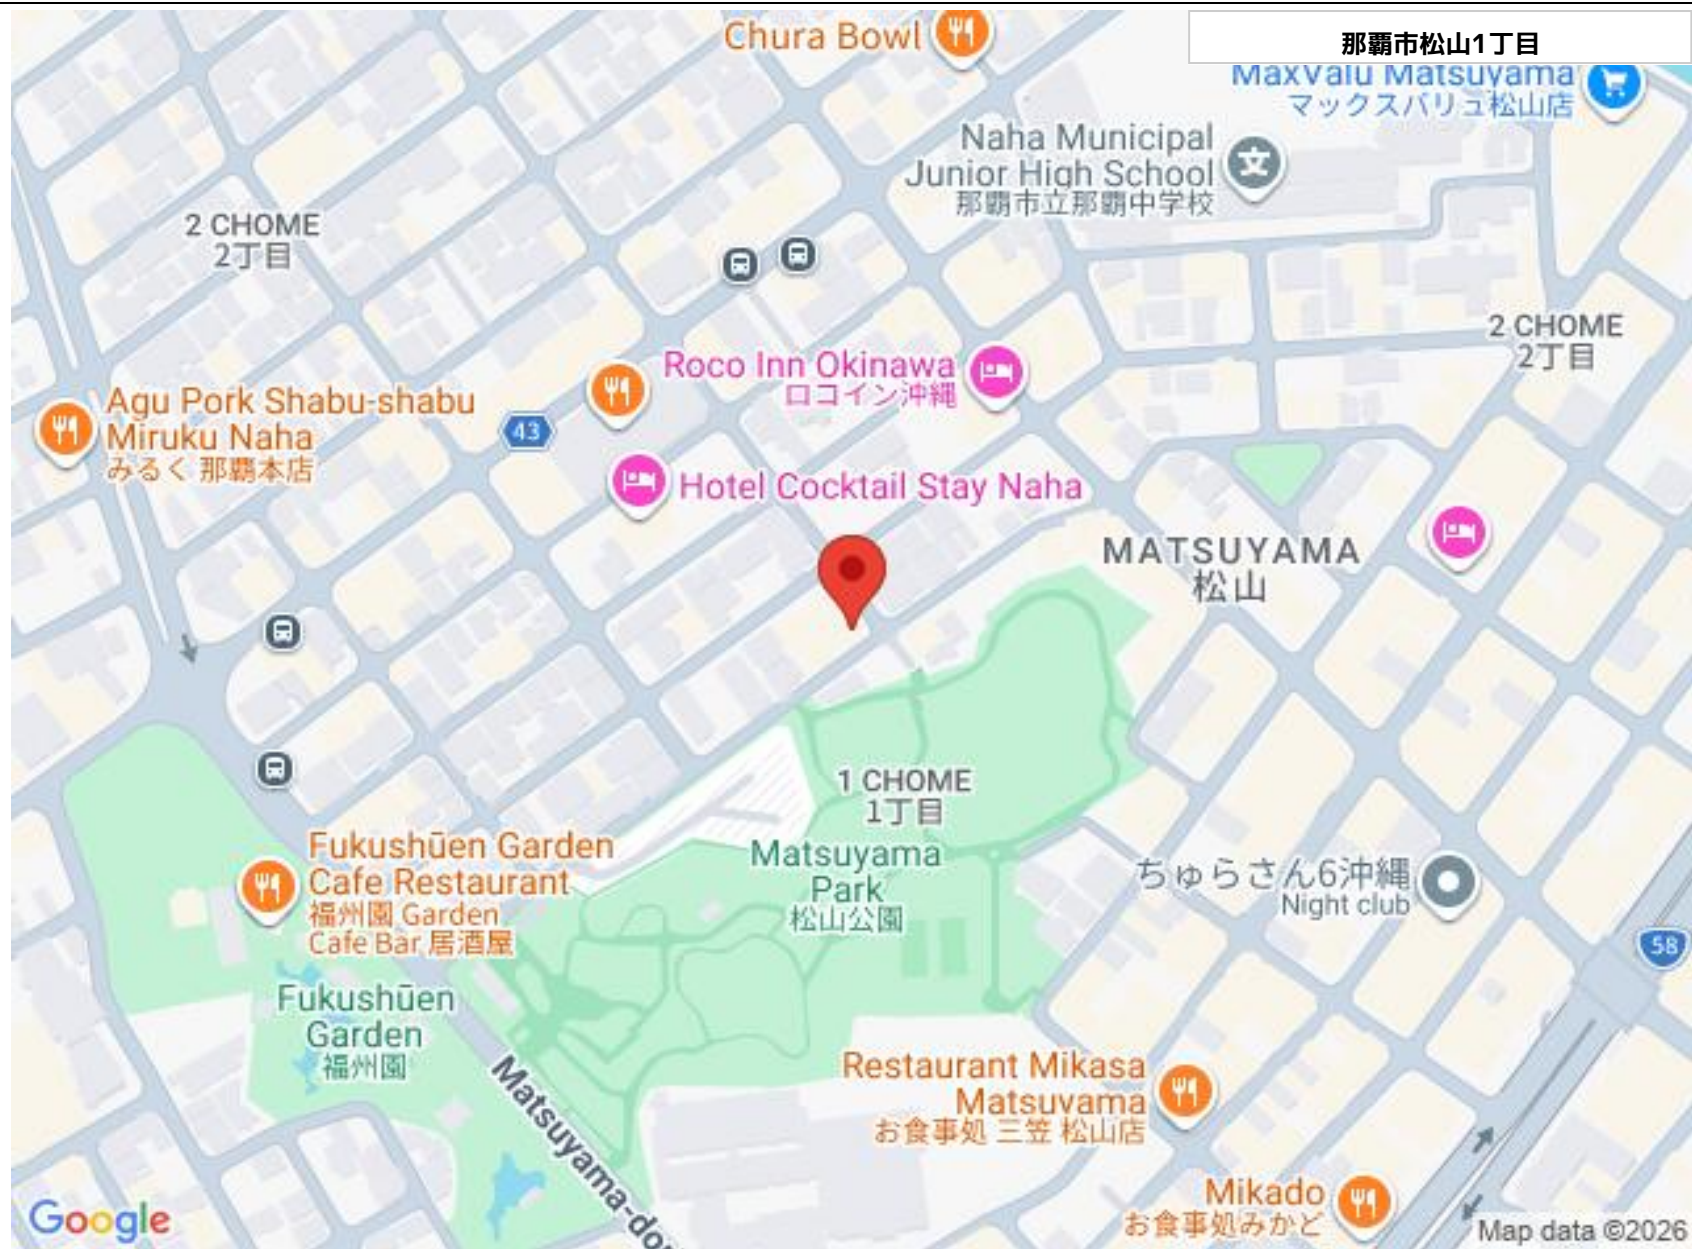 Chura Bowl
那覇市松山1丁目
MaxValu Matsuyama
マックスバリュ松山店
Naha Municipal
Junior High School
那覇市立那覇中学校
2 CHOME
2丁目
2 CHOME
2丁目
Roco Inn Okinawa
ロコイン沖縄
Agu Pork Shabu-shabu
Miruku Naha
みるく 那覇本店
43
Hotel Cocktail Stay Naha
MATSUYAMA
松山
1 CHOME
1丁目
Matsuyama
Park
松山公園
Fukushūen Garden
Cafe Restaurant
福州園 Garden
Cafe Bar 居酒屋
ちゅらさん6沖縄
Night club
58
Fukushūen
Garden
福州園
Matsuyama-do
Restaurant Mikasa
Matsuyama
お食事処 三笠 松山店
Mikado
お食事処みかど
Google
Map data ©2026
文